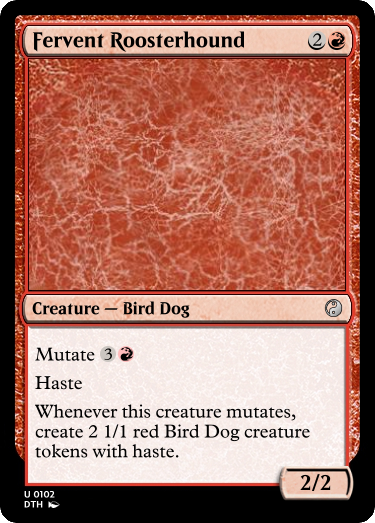 Fervent Roosterhound 2
Creature — Bird Dog
Mutate 3
Haste
Whenever this creature mutates,
create 2 1/1 red Bird Dog creature
tokens with haste.
2/2
U 0102
DTH